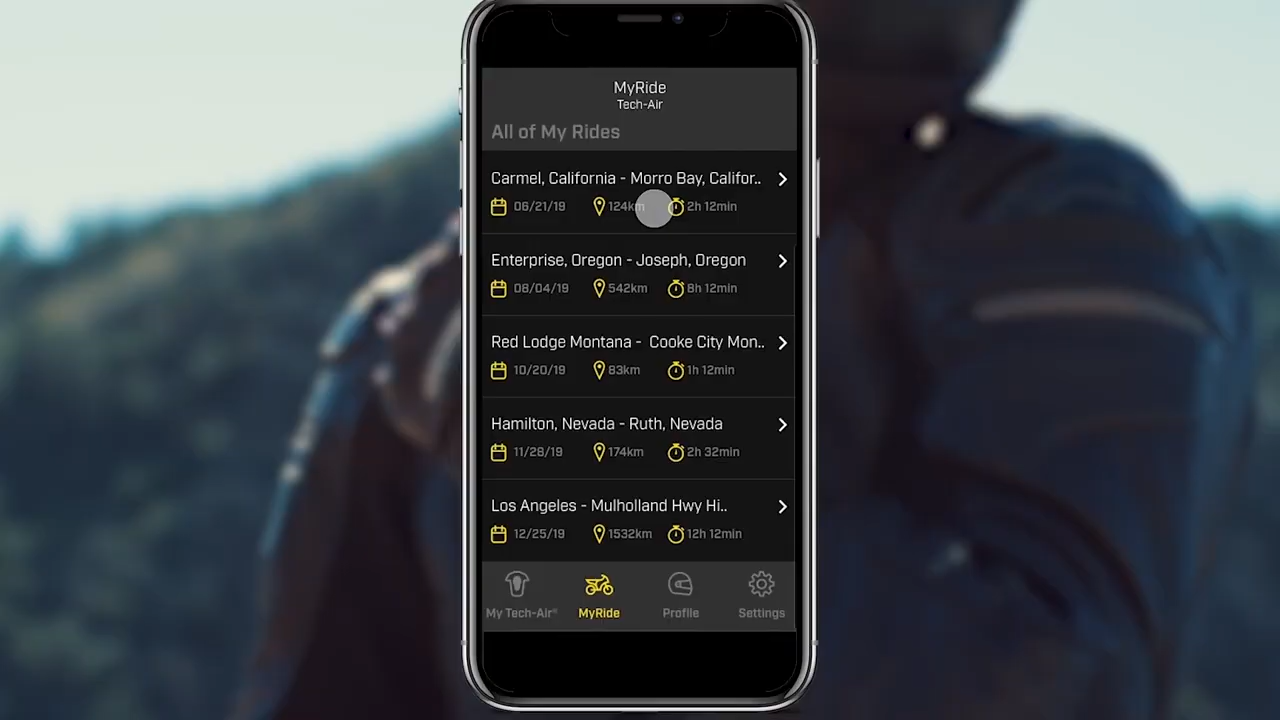 MyRide
Tech-Air
All of My Rides
Carmel, California - Morro Bay, Califor..
06/21/19 124km 2h 12min
Enterprise, Oregon - Joseph, Oregon
08/04/19 542km 8h 12min
Red Lodge Montana - Cooke City Mon..
10/20/19 83km 1h 12min
Hamilton, Nevada - Ruth, Nevada
11/28/19 174km 2h 32min
Los Angeles - Mulholland Hwy Hi..
12/25/19 1532km 12h 12min
My Tech-Air® MyRide Profile Settings